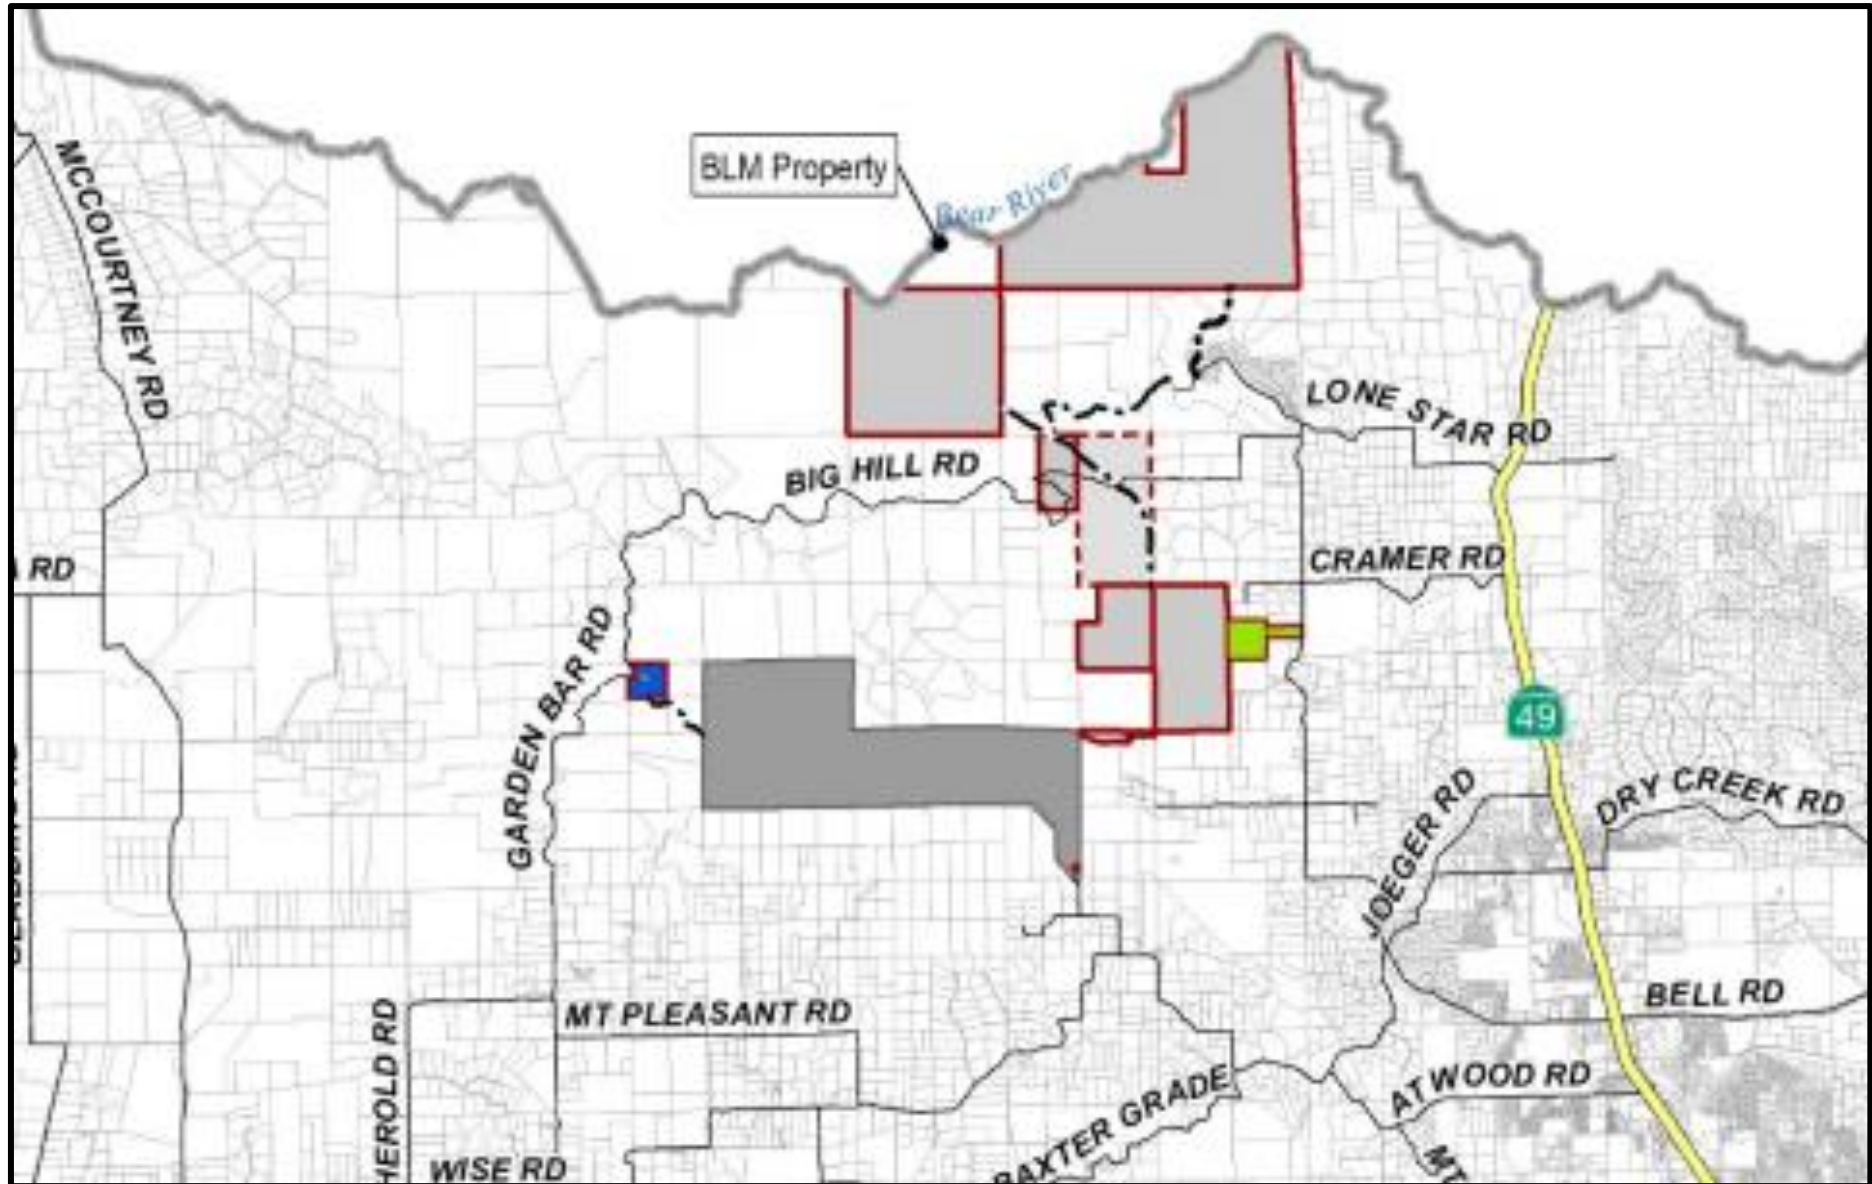 BLM Property
Bear River
MCCOURTNEY RD
LONE STAR RD
BIG HILL RD
CRAMER RD
RD
GARDEN BAR RD
49
JOEGER RD
DRY CREEK RD
BELL RD
MT PLEASANT RD
HEROLD RD
ATWOOD RD
BAXTER GRADE
WISE RD
MT